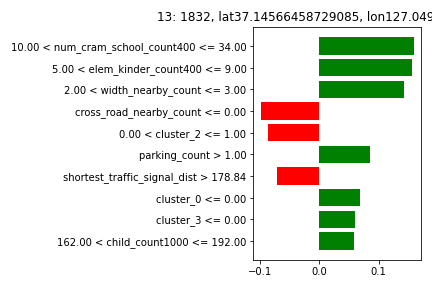 13: 1832, lat37.14566458729085, lon127.049
10.00 < num_cram_school_count400 <= 34.00
5.00 < elem_kinder_count400 <= 9.00
2.00 < width_nearby_count <= 3.00
cross_road_nearby_count <= 0.00
0.00 < cluster_2 <= 1.00
parking_count > 1.00
shortest_traffic_signal_dist > 178.84
cluster_0 <= 0.00
cluster_3 <= 0.00
162.00 < child_count1000 <= 192.00
−0.1 0.0 0.1